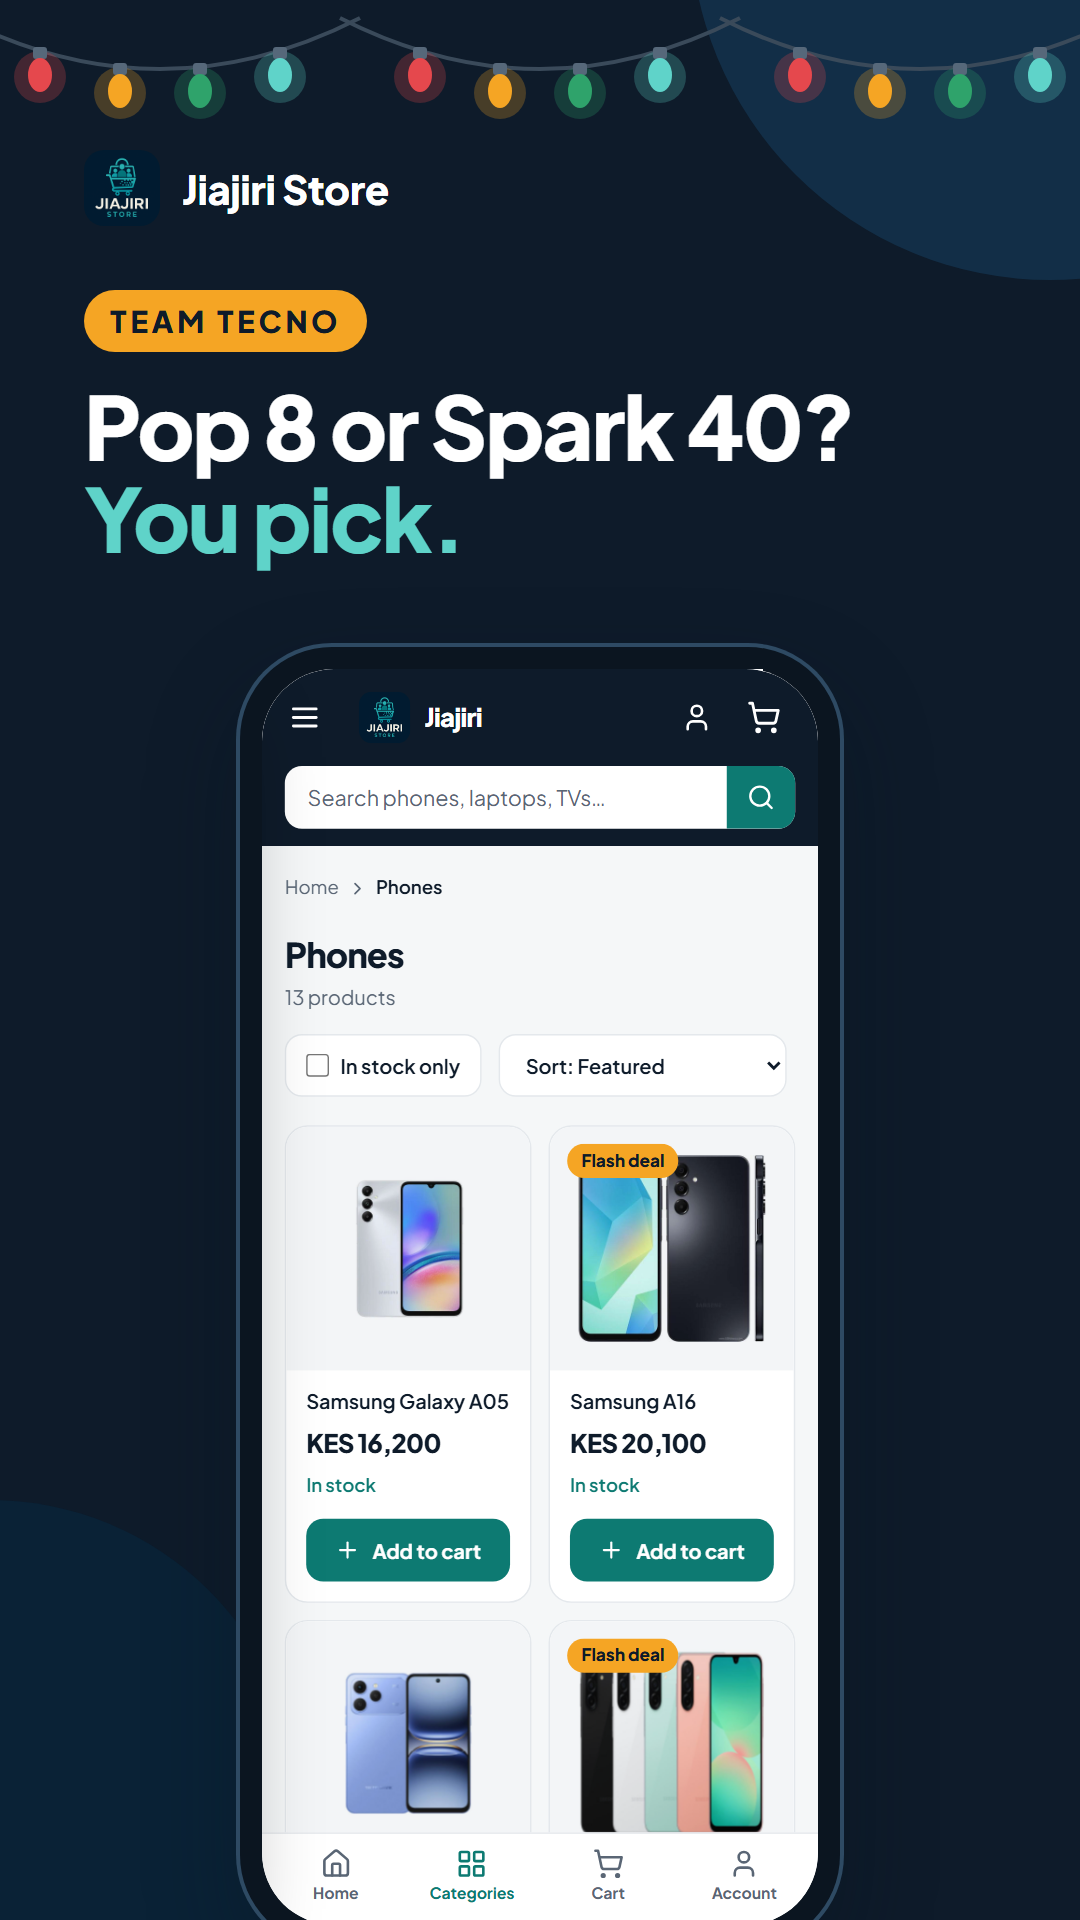 JIAJIRI
STORE
Jiajiri Store
TEAM TECNO
Pop 8 or Spark 40?
You pick.
JIAJIRI
STORE
Jiajiri
Search phones, laptops, TVs...
Home > Phones
Phones
13 products
In stock only
Sort: Featured
Flash deal
Samsung Galaxy A05
KES 16,200
In stock
+ Add to cart
Samsung A16
KES 20,100
In stock
+ Add to cart
Flash deal
Home
Categories
Cart
Account